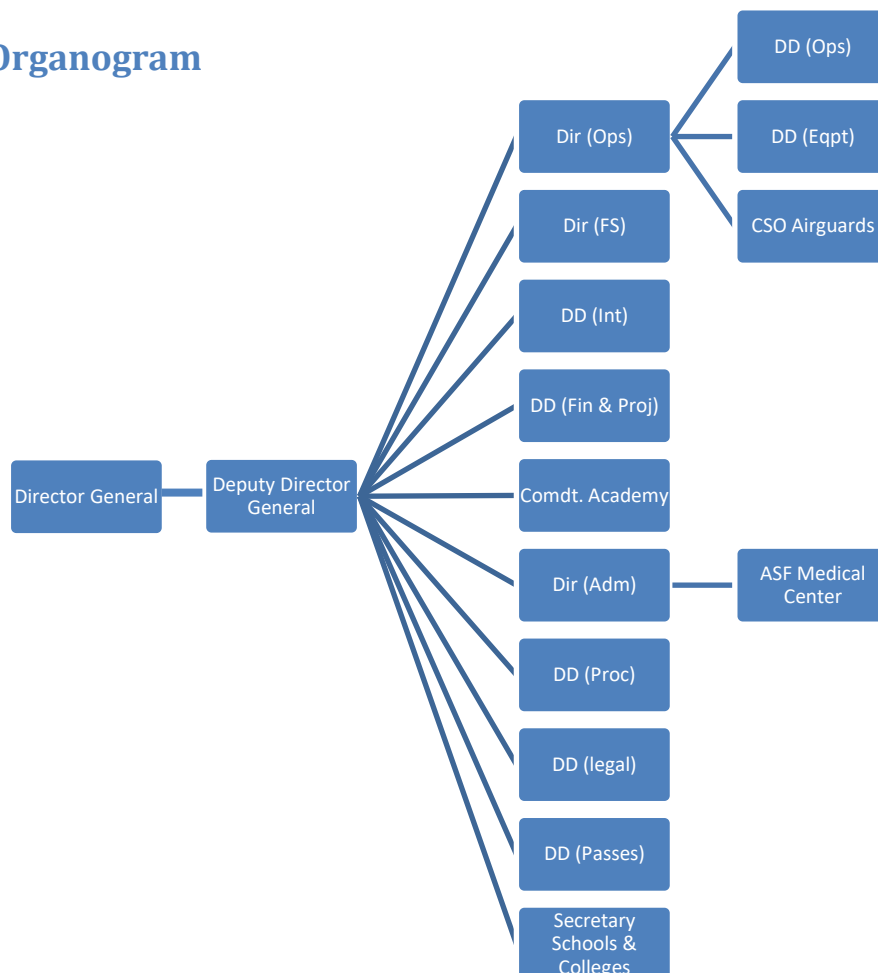 Organogram
DD (Ops)
Dir (Ops)
DD (Eqpt)
CSO Airguards
Dir (FS)
DD (Int)
DD (Fin & Proj)
Director General
Deputy Director
General
Comdt. Academy
Dir (Adm)
ASF Medical
Center
DD (Proc)
DD (legal)
DD (Passes)
Secretary
Schools &
Colleges